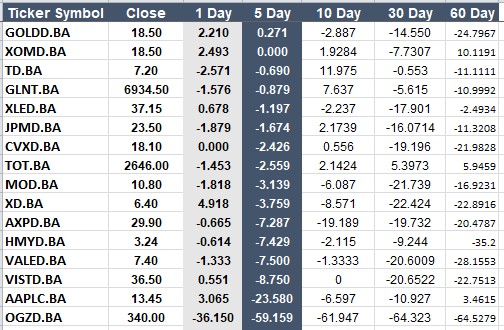 Ticker Symbol Close 1 Day 5 Day 10 Day 30 Day 60 Day
GOLDD.BA 18.50 2.210 0.271 -2.887 -14.550 -24.7967
XOMD.BA 18.50 2.493 0.000 1.9284 -7.7307 10.1191
TD.BA 7.20 -2.571 -0.690 11.975 -0.553 -11.1111
GLNT.BA 6934.50 -1.576 -0.879 7.637 -5.615 -10.9992
XLED.BA 37.15 0.678 -1.197 -2.237 -17.901 -2.4934
JPMD.BA 23.50 -1.879 -1.674 2.1739 -16.0714 -11.3208
CVXD.BA 18.10 0.000 -2.426 0.556 -19.196 -21.9828
TOT.BA 2646.00 -1.453 -2.559 2.1424 5.3973 5.9459
MOD.BA 10.80 -1.818 -3.139 -6.087 -21.739 -16.9231
XD.BA 6.40 4.918 -3.759 -8.571 -22.424 -22.8916
AXPD.BA 29.90 -0.665 -7.287 -19.189 -19.732 -20.4787
HMYD.BA 3.24 -0.614 -7.429 -2.115 -9.244 -35.2
VALED.BA 7.40 -1.333 -7.500 -1.3333 -20.6009 -28.1553
VISTD.BA 36.50 0.551 -8.750 0 -20.6522 -22.7513
AAPLC.BA 13.45 3.065 -23.580 -6.597 -10.927 3.4615
OGZD.BA 340.00 -36.150 -59.159 -61.947 -64.323 -64.5279